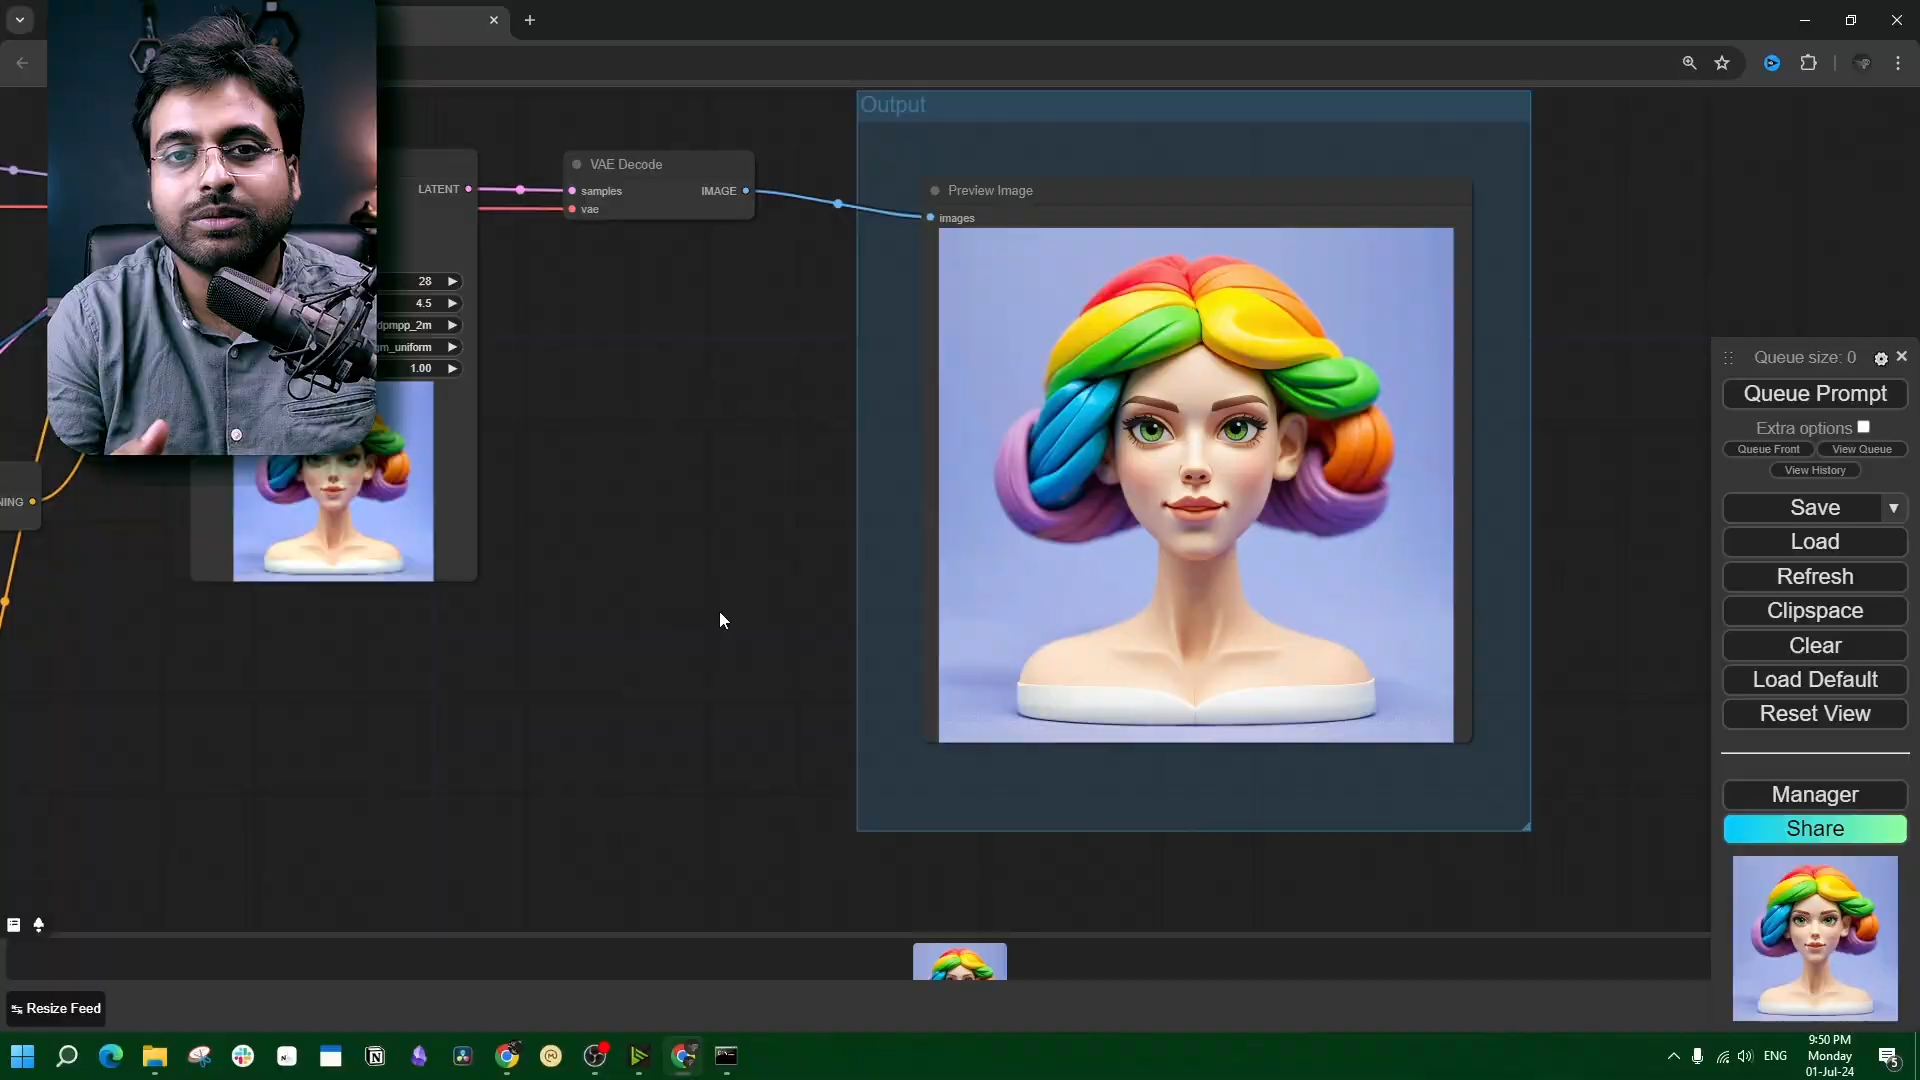 Output
VAE Decode
LATENT
samples
IMAGE
vae
Preview Image
images
28
4.5
dpmpp_2m
m_uniform
1.00
NING
Queue size: 0
Queue Prompt
Extra options
Queue Front
View Queue
View History
Save
Load
Refresh
Clipspace
Clear
Load Default
Reset View
Manager
Share
Resize Feed
ENG
9:50 PM
Monday
01-Jul-24
5